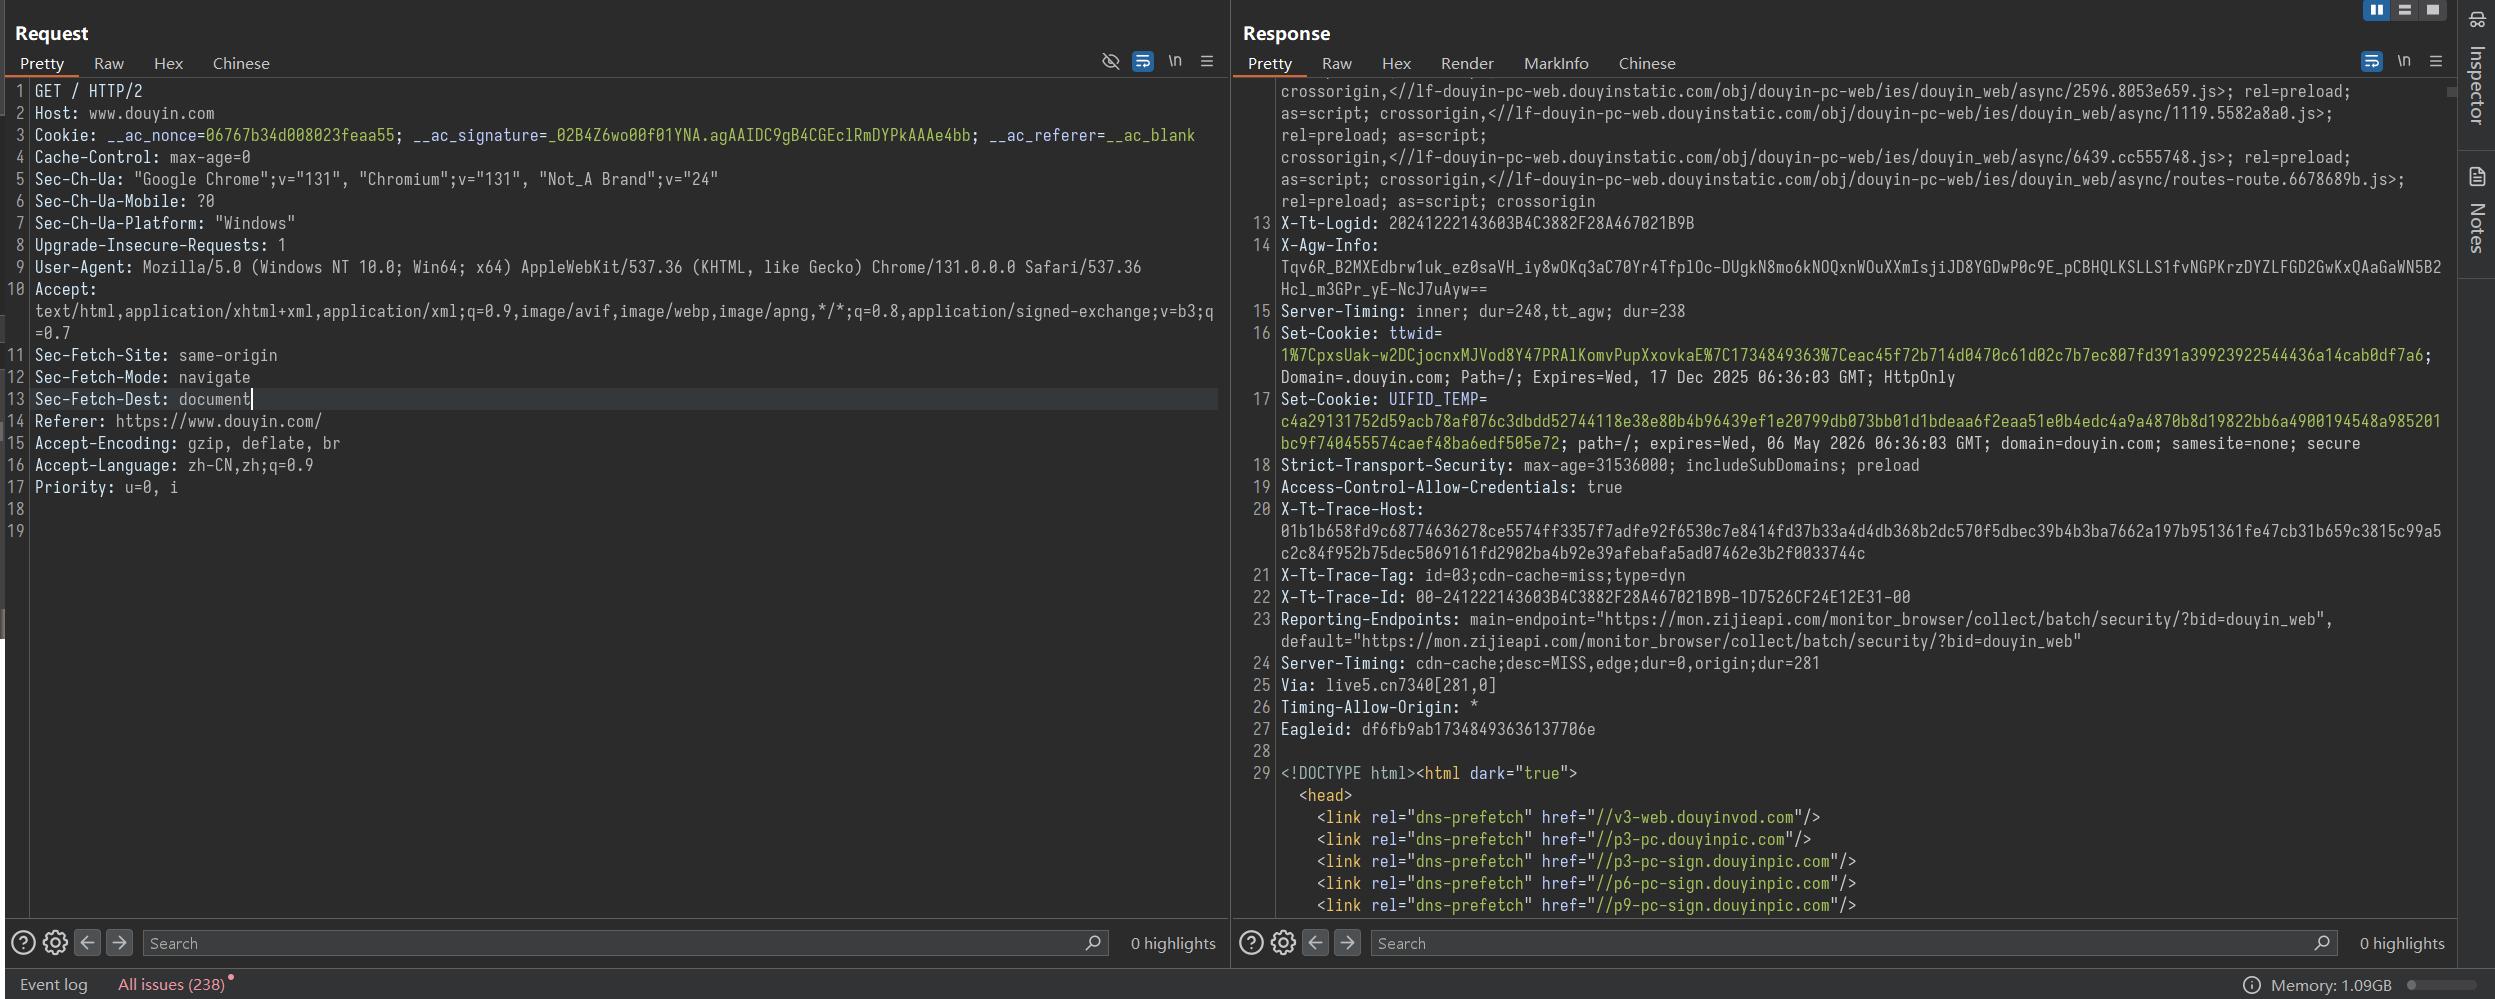 Request
Pretty Raw Hex Chinese \n
1 GET / HTTP/2
2 Host: www.douyin.com
3 Cookie: __ac_nonce=06767b34d008023feaa55; __ac_signature=_02B4Z6wo00f01YNA.agAAIDC9gB4CGEclRmDYPkAAAe4bb; __ac_referer=__ac_blank
4 Cache-Control: max-age=0
5 Sec-Ch-Ua: "Google Chrome";v="131", "Chromium";v="131", "Not_A Brand";v="24"
6 Sec-Ch-Ua-Mobile: ?0
7 Sec-Ch-Ua-Platform: "Windows"
8 Upgrade-Insecure-Requests: 1
9 User-Agent: Mozilla/5.0 (Windows NT 10.0; Win64; x64) AppleWebKit/537.36 (KHTML, like Gecko) Chrome/131.0.0.0 Safari/537.36
10 Accept:
text/html,application/xhtml+xml,application/xml;q=0.9,image/avif,image/webp,image/apng,*/*;q=0.8,application/signed-exchange;v=b3;q
=0.7
11 Sec-Fetch-Site: same-origin
12 Sec-Fetch-Mode: navigate
13 Sec-Fetch-Dest: document
14 Referer: https://www.douyin.com/
15 Accept-Encoding: gzip, deflate, br
16 Accept-Language: zh-CN,zh;q=0.9
17 Priority: u=0, i
18
19
Search
0 highlights
Response
Pretty Raw Hex Render MarkInfo Chinese \n
crossorigin,<//lf-douyin-pc-web.douyinstatic.com/obj/douyin-pc-web/ies/douyin_web/async/2596.8053e659.js>; rel=preload;
as=script; crossorigin,<//lf-douyin-pc-web.douyinstatic.com/obj/douyin-pc-web/ies/douyin_web/async/1119.5582a8a0.js>;
rel=preload; as=script;
crossorigin,<//lf-douyin-pc-web.douyinstatic.com/obj/douyin-pc-web/ies/douyin_web/async/6439.cc555748.js>; rel=preload;
as=script; crossorigin,<//lf-douyin-pc-web.douyinstatic.com/obj/douyin-pc-web/ies/douyin_web/async/routes-route.6678689b.js>;
rel=preload; as=script; crossorigin
13 X-Tt-Logid: 20241222143603B4C3882F28A467021B9B
14 X-Agw-Info:
Tqv6R_B2MXEdbrw1uk_ez0saVH_iy8wOKq3aC70Yr4TfplOc-DUgkN8mo6kNOQxnWOuXXmIsjiJD8YGDwP0c9E_pCBHQLKSLLS1fvNGPKrzDYZLFGD2GwKxQAaGaWN5B2
Hcl_m3GPr_yE-NcJ7uAyw==
15 Server-Timing: inner; dur=248,tt_agw; dur=238
16 Set-Cookie: ttwid=
1%7CpxsUak-w2DCjocnxMJVod8Y47PRAlKomvPupXxovkaE%7C1734849363%7Ceac45f72b714d0470c61d02c7b7ec807fd391a39923922544436a14cab0df7a6;
Domain=.douyin.com; Path=/; Expires=Wed, 17 Dec 2025 06:36:03 GMT; HttpOnly
17 Set-Cookie: UIFID_TEMP=
c4a29131752d59acb78af076c3dbdd52744118e38e80b4b96439ef1e20799db073bb01d1bdeaa6f2eaa51e0b4edc4a9a4870b8d19822bb6a4900194548a985201
bc9f740455574caef48ba6edf505e72; path=/; expires=Wed, 06 May 2026 06:36:03 GMT; domain=douyin.com; samesite=none; secure
18 Strict-Transport-Security: max-age=31536000; includeSubDomains; preload
19 Access-Control-Allow-Credentials: true
20 X-Tt-Trace-Host:
01b1b658fd9c68774636278ce5574ff3357f7adfe92f6530c7e8414fd37b33a4d4db368b2dc570f5dbec39b4b3ba7662a197b951361fe47cb31b659c3815c99a5
c2c84f952b75dec5069161fd2902ba4b92e39afebafa5ad07462e3b2f0033744c
21 X-Tt-Trace-Tag: id=03;cdn-cache=miss;type=dyn
22 X-Tt-Trace-Id: 00-241222143603B4C3882F28A467021B9B-1D7526CF24E12E31-00
23 Reporting-Endpoints: main-endpoint="https://mon.zijieapi.com/monitor_browser/collect/batch/security/?bid=douyin_web",
default="https://mon.zijieapi.com/monitor_browser/collect/batch/security/?bid=douyin_web"
24 Server-Timing: cdn-cache;desc=MISS,edge;dur=0,origin;dur=281
25 Via: live5.cn7340[281,0]
26 Timing-Allow-Origin: *
27 Eagleid: df6fb9ab17348493636137706e
28
29 <!DOCTYPE html><html dark="true">
<head>
<link rel="dns-prefetch" href="//v3-web.douyinvod.com"/>
<link rel="dns-prefetch" href="//p3-pc.douyinpic.com"/>
<link rel="dns-prefetch" href="//p3-pc-sign.douyinpic.com"/>
<link rel="dns-prefetch" href="//p6-pc-sign.douyinpic.com"/>
<link rel="dns-prefetch" href="//p9-pc-sign.douyinpic.com"/>
Search
0 highlights
Inspector
Notes
Event log All issues (238)
Memory: 1.09GB